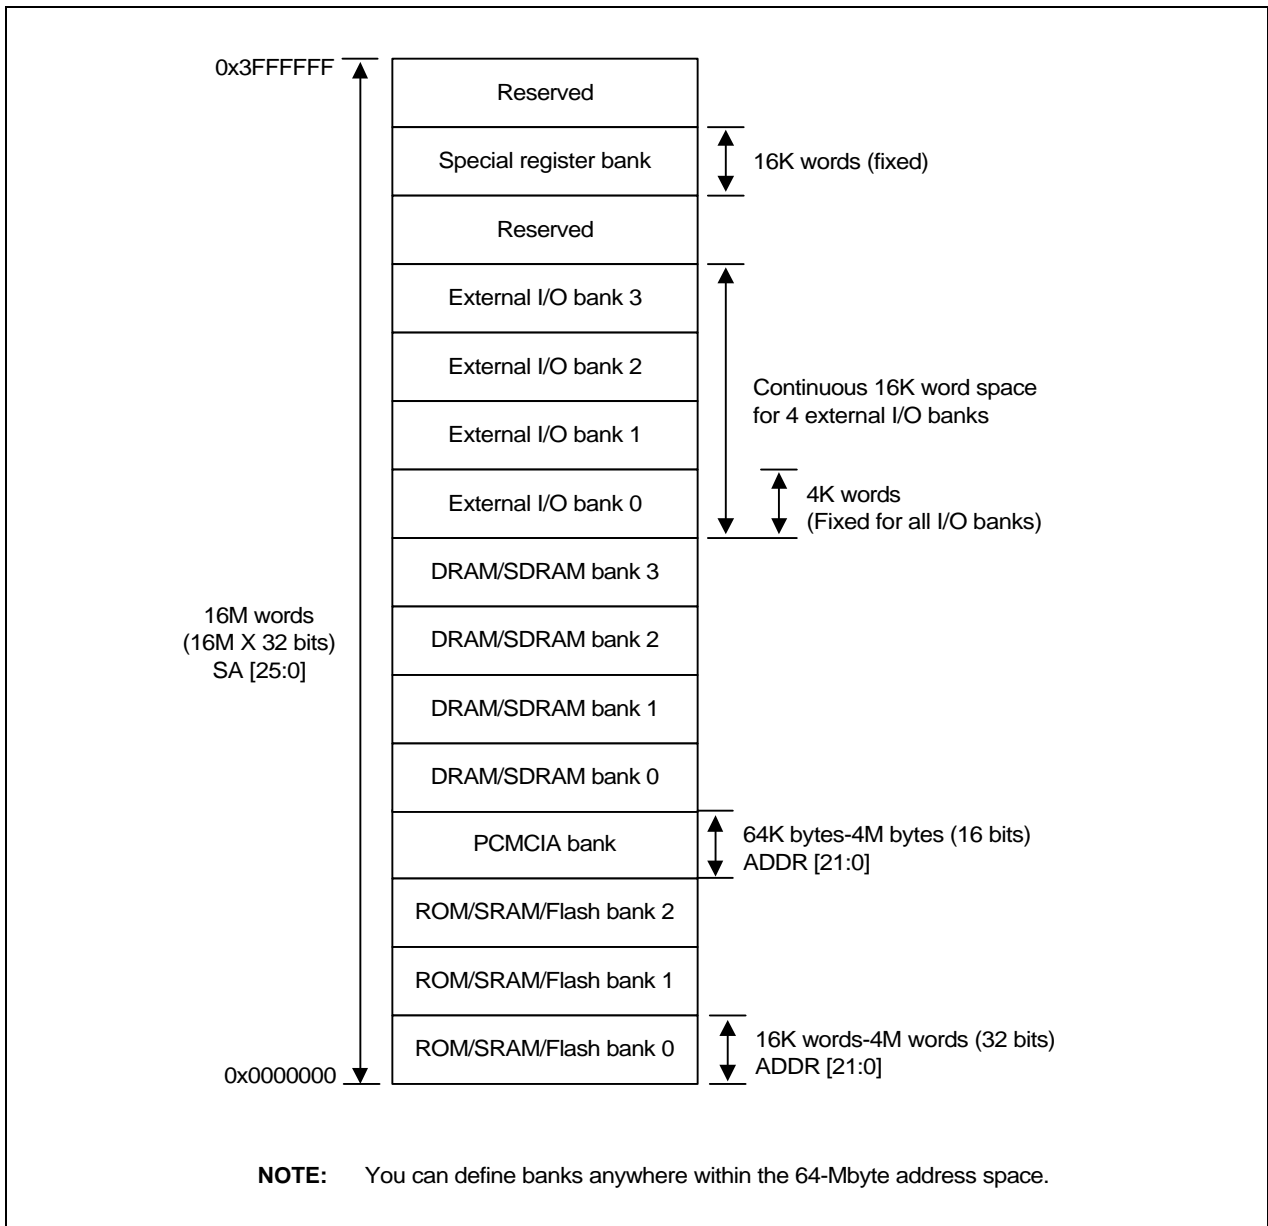 0x3FFFFFF
Reserved
Special register bank
16K words (fixed)
Reserved
External I/O bank 3
External I/O bank 2
Continuous 16K word space
for 4 external I/O banks
External I/O bank 1
External I/O bank 0
4K words
(Fixed for all I/O banks)
DRAM/SDRAM bank 3
16M words
(16M X 32 bits)
SA [25:0]
DRAM/SDRAM bank 2
DRAM/SDRAM bank 1
DRAM/SDRAM bank 0
PCMCIA bank
64K bytes-4M bytes (16 bits)
ADDR [21:0]
ROM/SRAM/Flash bank 2
ROM/SRAM/Flash bank 1
ROM/SRAM/Flash bank 0
16K words-4M words (32 bits)
ADDR [21:0]
0x0000000
NOTE: You can define banks anywhere within the 64-Mbyte address space.